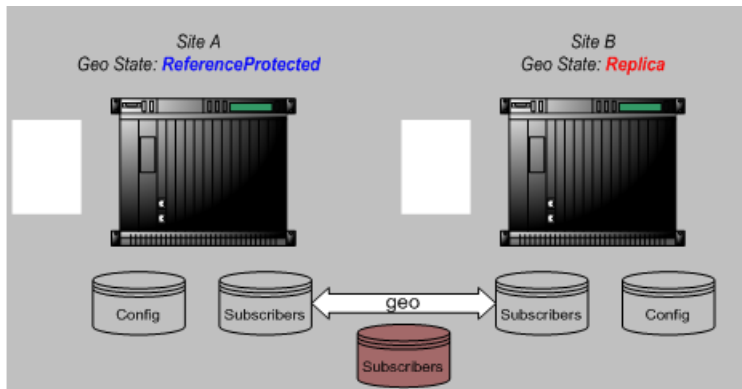 Site A
Geo State: ReferenceProtected
Site B
Geo State: Replica
Config
Subscribers
geo
Subscribers
Config
Subscribers